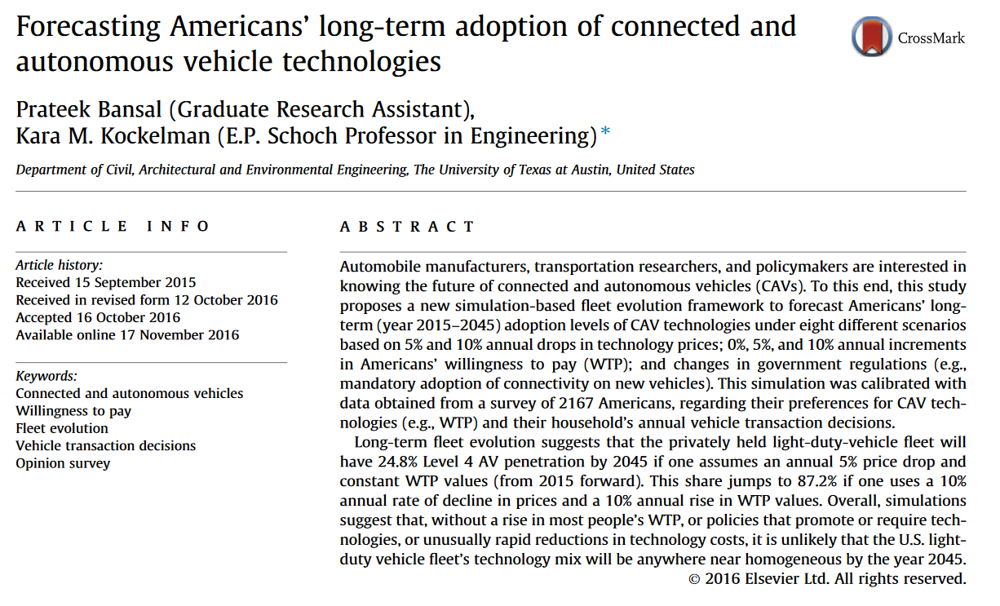 Forecasting Americans’ long-term adoption of connected and
autonomous vehicle technologies
CrossMark
Prateek Bansal (Graduate Research Assistant),
Kara M. Kockelman (E.P. Schoch Professor in Engineering)*
Department of Civil, Architectural and Environmental Engineering, The University of Texas at Austin, United States
ARTICLE INFO
Article history:
Received 15 September 2015
Received in revised form 12 October 2016
Accepted 16 October 2016
Available online 17 November 2016
Keywords:
Connected and autonomous vehicles
Willingness to pay
Fleet evolution
Vehicle transaction decisions
Opinion survey
ABSTRACT
Automobile manufacturers, transportation researchers, and policymakers are interested in
knowing the future of connected and autonomous vehicles (CAVs). To this end, this study
proposes a new simulation-based fleet evolution framework to forecast Americans’ long-
term (year 2015–2045) adoption levels of CAV technologies under eight different scenarios
based on 5% and 10% annual drops in technology prices; 0%, 5%, and 10% annual increments
in Americans’ willingness to pay (WTP); and changes in government regulations (e.g.,
mandatory adoption of connectivity on new vehicles). This simulation was calibrated with
data obtained from a survey of 2167 Americans, regarding their preferences for CAV tech-
nologies (e.g., WTP) and their household’s annual vehicle transaction decisions.
Long-term fleet evolution suggests that the privately held light-duty-vehicle fleet will
have 24.8% Level 4 AV penetration by 2045 if one assumes an annual 5% price drop and
constant WTP values (from 2015 forward). This share jumps to 87.2% if one uses a 10%
annual rate of decline in prices and a 10% annual rise in WTP values. Overall, simulations
suggest that, without a rise in most people’s WTP, or policies that promote or require tech-
nologies, or unusually rapid reductions in technology costs, it is unlikely that the U.S. light-
duty vehicle fleet’s technology mix will be anywhere near homogeneous by the year 2045.
© 2016 Elsevier Ltd. All rights reserved.